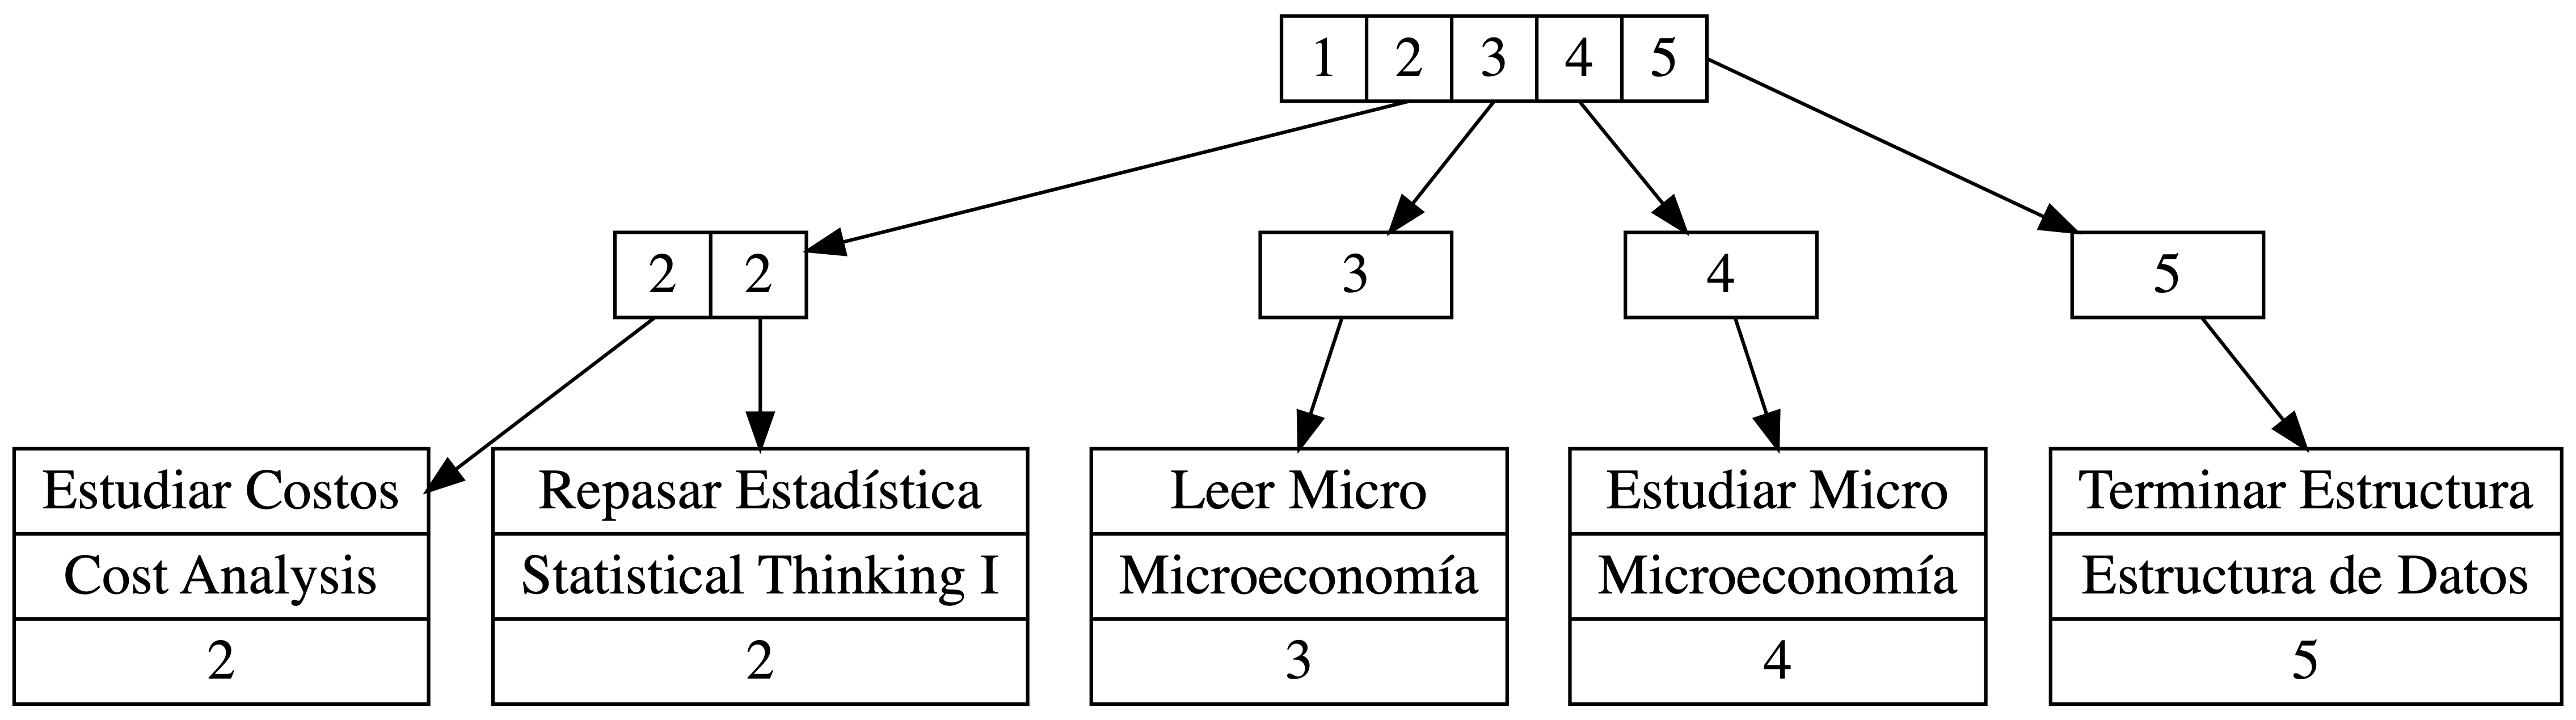 1 2 3 4 5
2 2
3
4
5
Estudiar Costos
Cost Analysis
2
Repasar Estadística
Statistical Thinking I
2
Leer Micro
Microeconomía
3
Estudiar Micro
Microeconomía
4
Terminar Estructura
Estructura de Datos
5